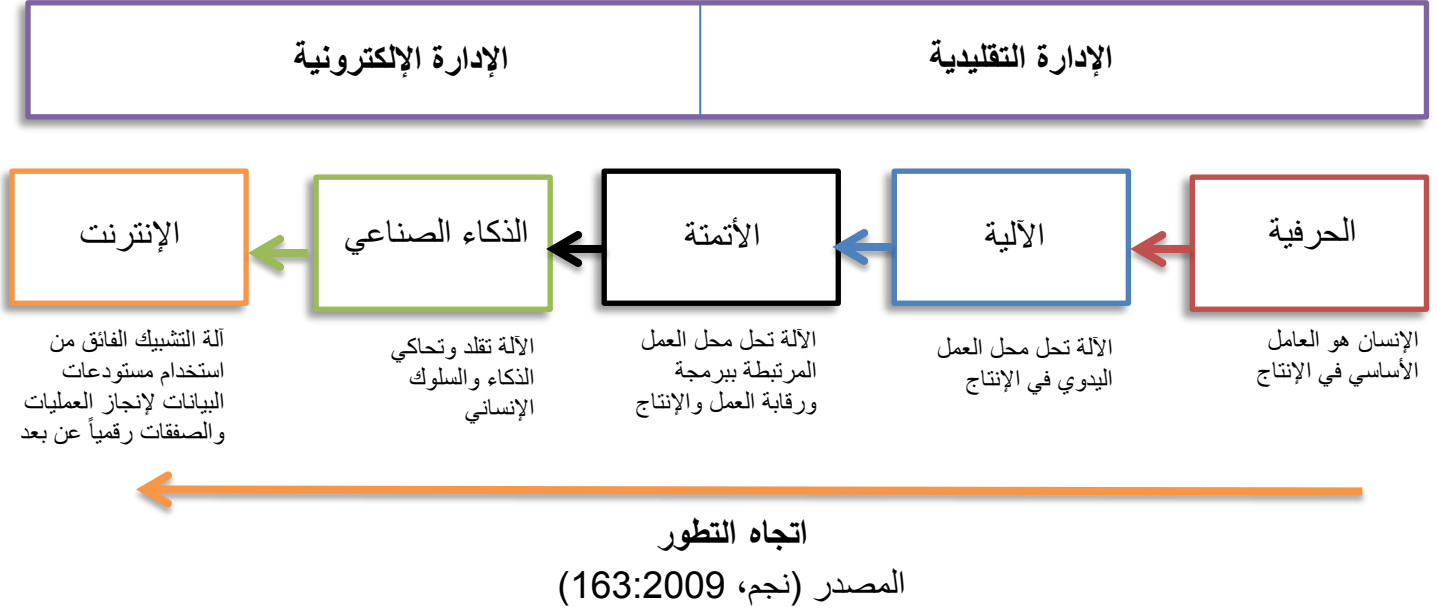 الإدارة التقليدية
الإدارة الإلكترونية
الحرفية
الآلية
الأتمتة
الذكاء الصناعي
الإنترنت
الإنسان هو العامل
الأساسي في الإنتاج
الآلة تحل محل العمل
اليدوي في الإنتاج
الآلة تحل محل العمل
المرتبطة ببرمجة
ورقابة العمل والإنتاج
الآلة تقلد وتحاكي
الذكاء والسلوك
الإنساني
آلة التشبيك الفائق من
استخدام مستودعات
البيانات لإنجاز العمليات
والصفقات رقمياً عن بعد
اتجاه التطور
المصدر (نجم، 163:2009)